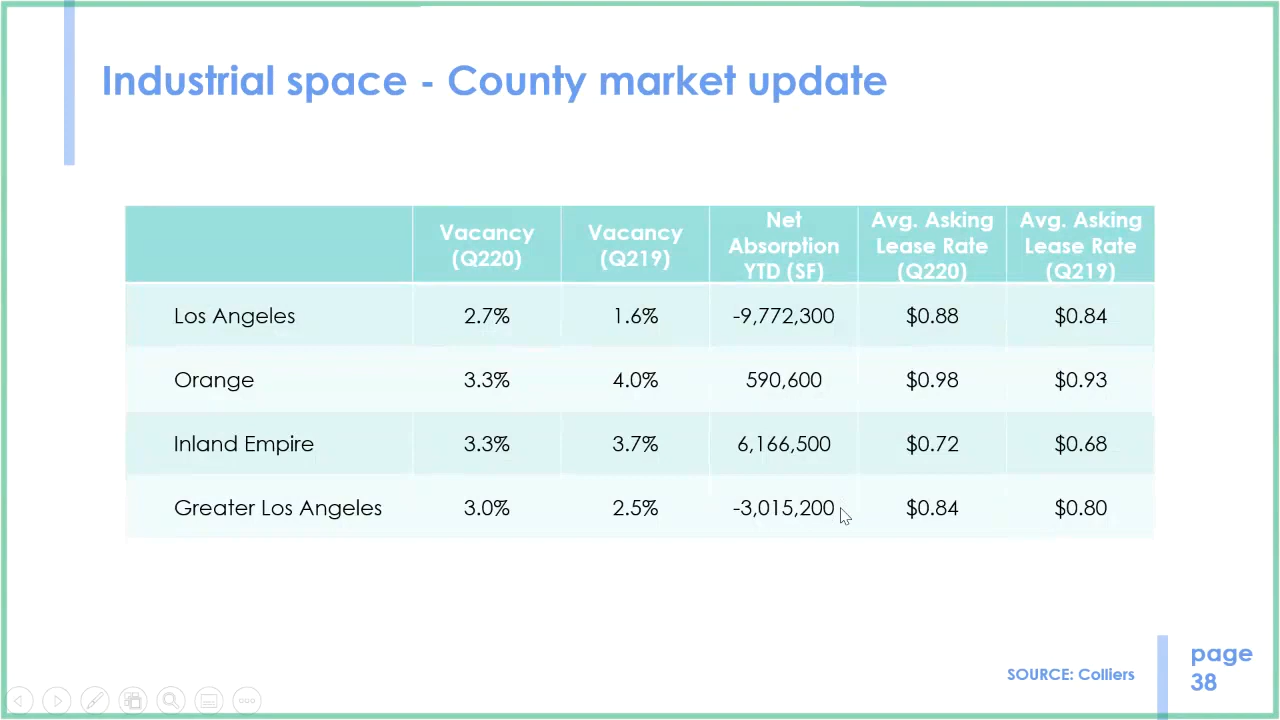 Industrial space - County market update
Vacancy (Q220) Vacancy (Q219) Net Absorption YTD (SF) Avg. Asking Lease Rate (Q220) Avg. Asking Lease Rate (Q219)
Los Angeles 2.7% 1.6% -9,772,300 $0.88 $0.84
Orange 3.3% 4.0% 590,600 $0.98 $0.93
Inland Empire 3.3% 3.7% 6,166,500 $0.72 $0.68
Greater Los Angeles 3.0% 2.5% -3,015,200 $0.84 $0.80
SOURCE: Colliers
page
38